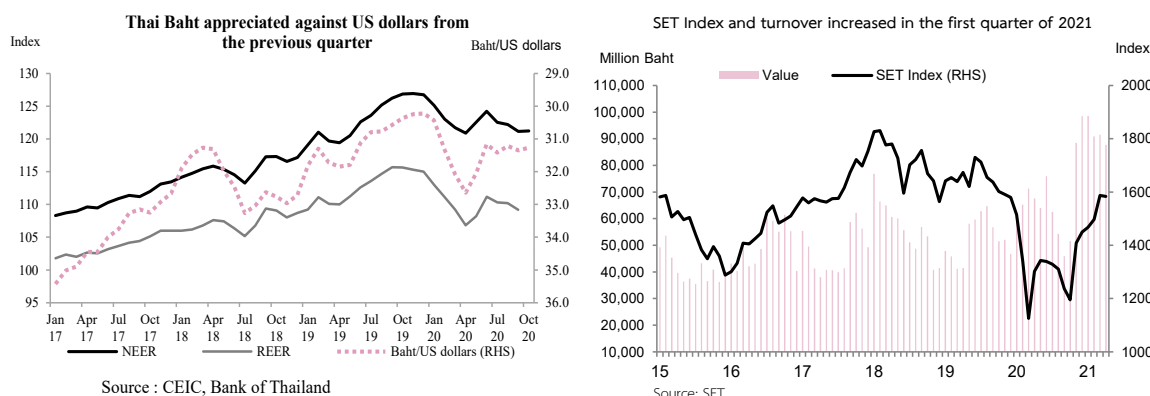 Thai Baht appreciated against US dollars from
the previous quarter
Index
Baht/US dollars
130
125
120
115
110
105
100
95
29.0
30.0
31.0
32.0
33.0
34.0
35.0
36.0
Jan Apr Jul Oct Jan Apr Jul Oct Jan Apr Jul Oct Jan Apr Jul Oct
17 17 17 17 18 18 18 18 19 19 19 19 20 20 20 20
NEER REER Baht/US dollars (RHS)
Source : CEIC, Bank of Thailand
SET Index and turnover increased in the first quarter of 2021
Million Baht
Index
Value SET Index (RHS)
110,000
100,000
90,000
80,000
70,000
60,000
50,000
40,000
30,000
20,000
10,000
2000
1800
1600
1400
1200
1000
15 16 17 18 19 20 21
Source: SET